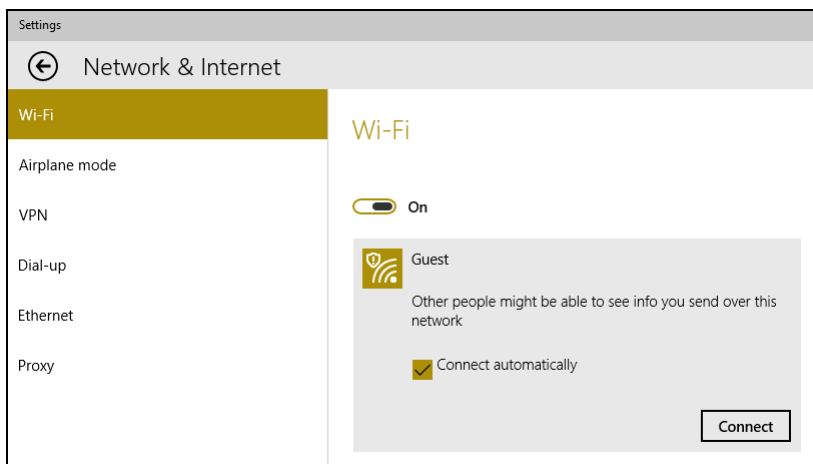 Settings
Network & Internet
Wi-Fi
Airplane mode
VPN
Dial-up
Ethernet
Proxy
Wi-Fi
On
Guest
Other people might be able to see info you send over this
network
Connect automatically
Connect